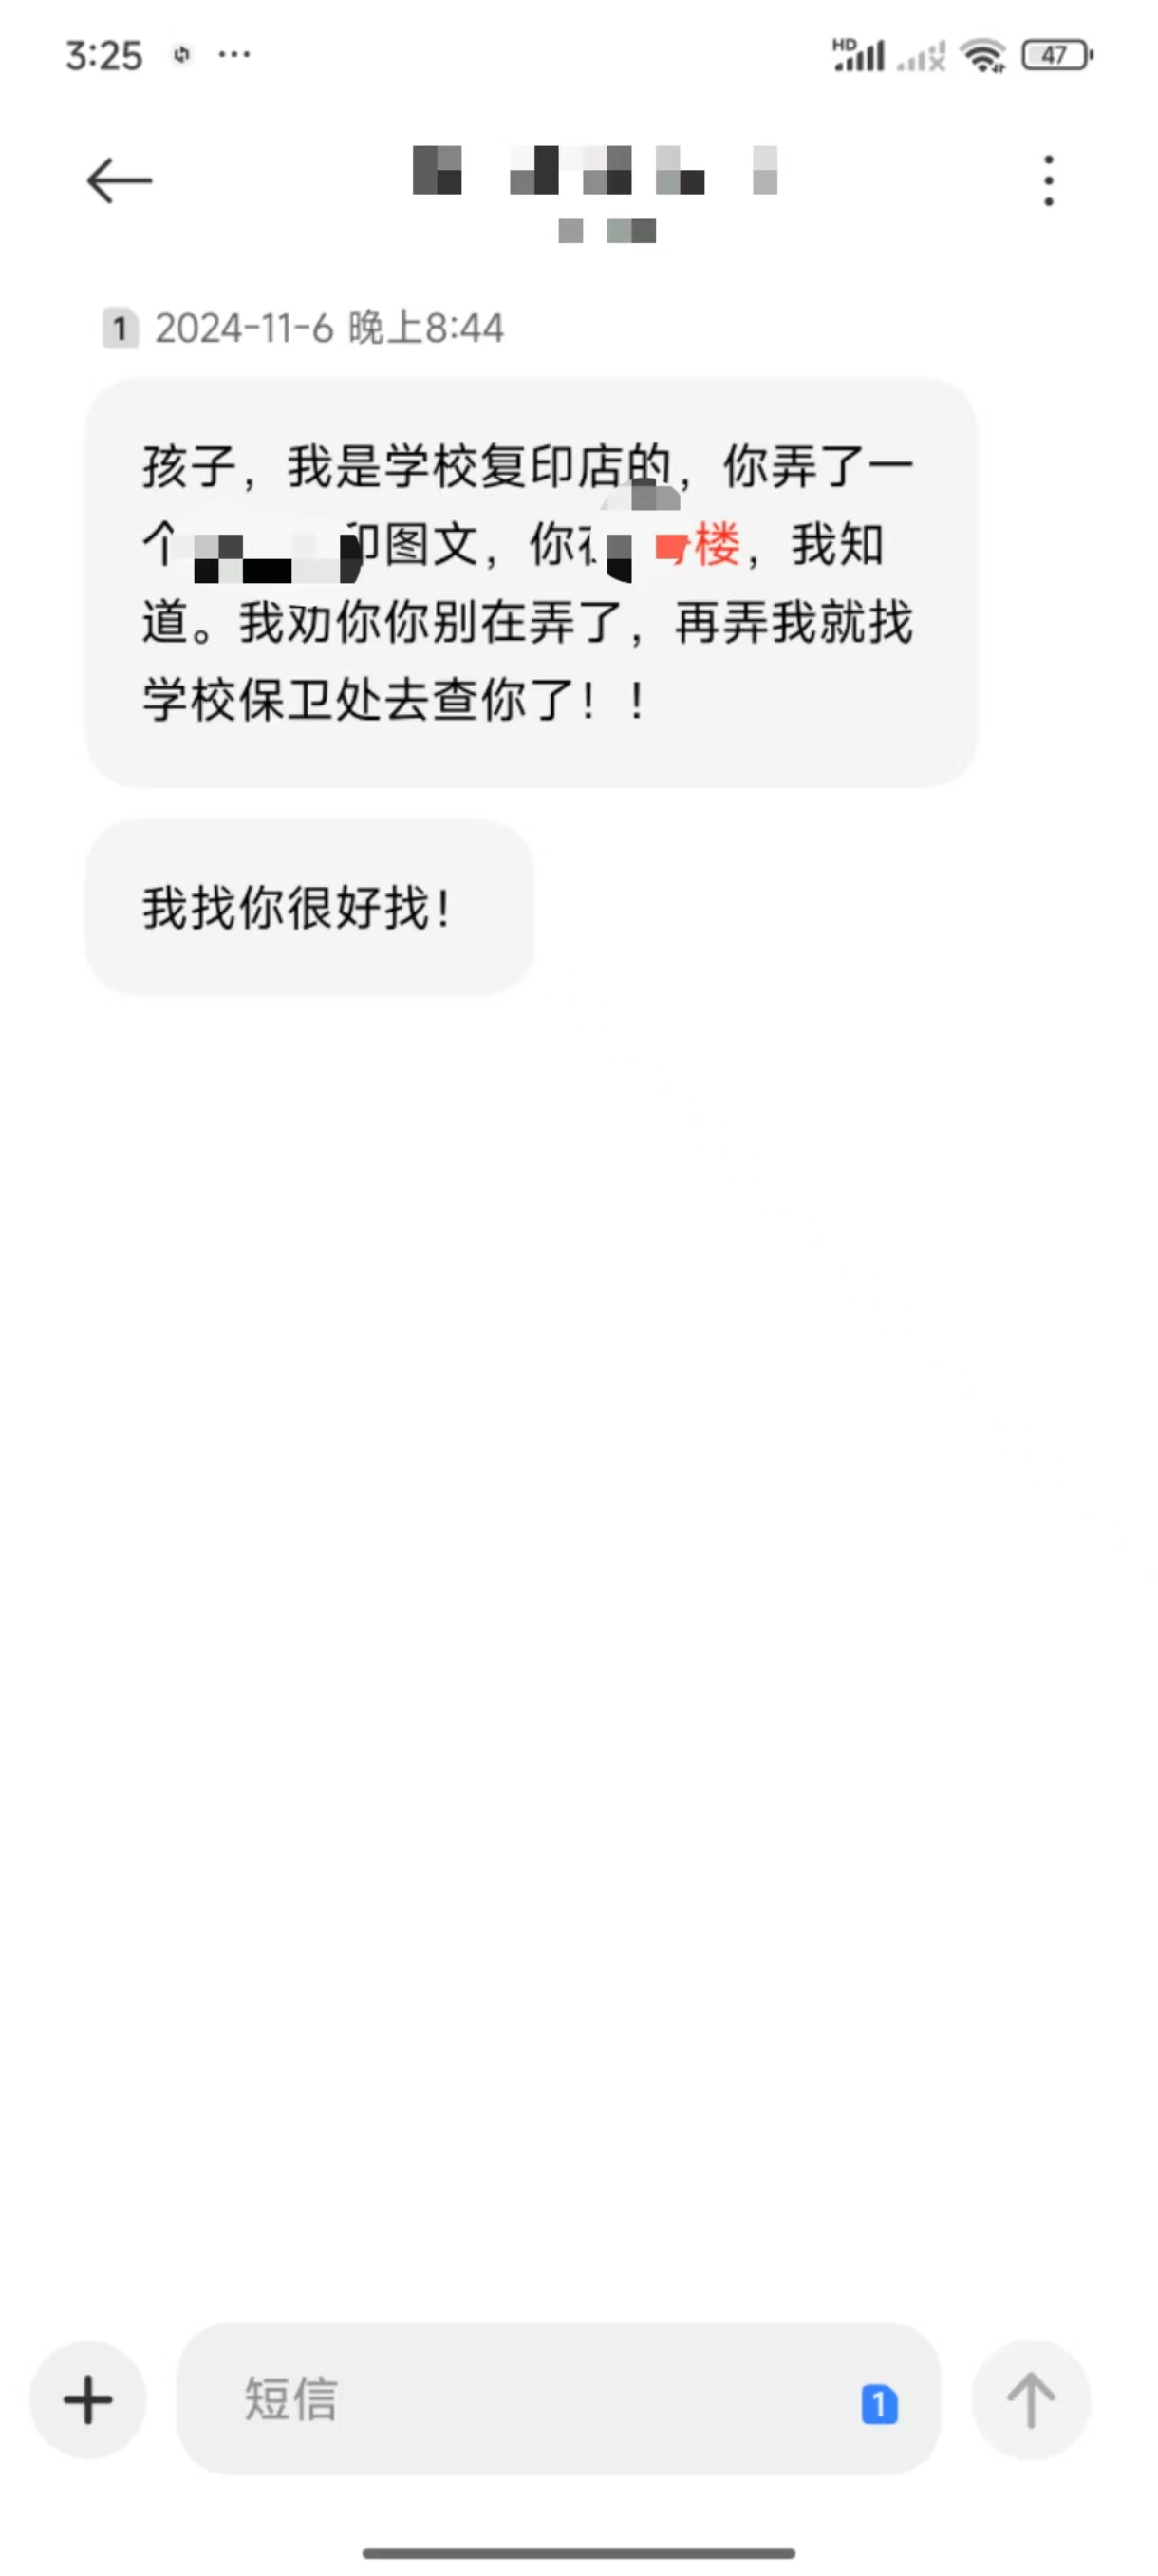 3:25
HD
47
1 2024-11-6 晚上8:44
孩子，我是学校复印店的，你弄了一
个印图文，你在楼，我知
道。我劝你你别在弄了，再弄我就找
学校保卫处去查你了！！
我找你很好找！
短信
1